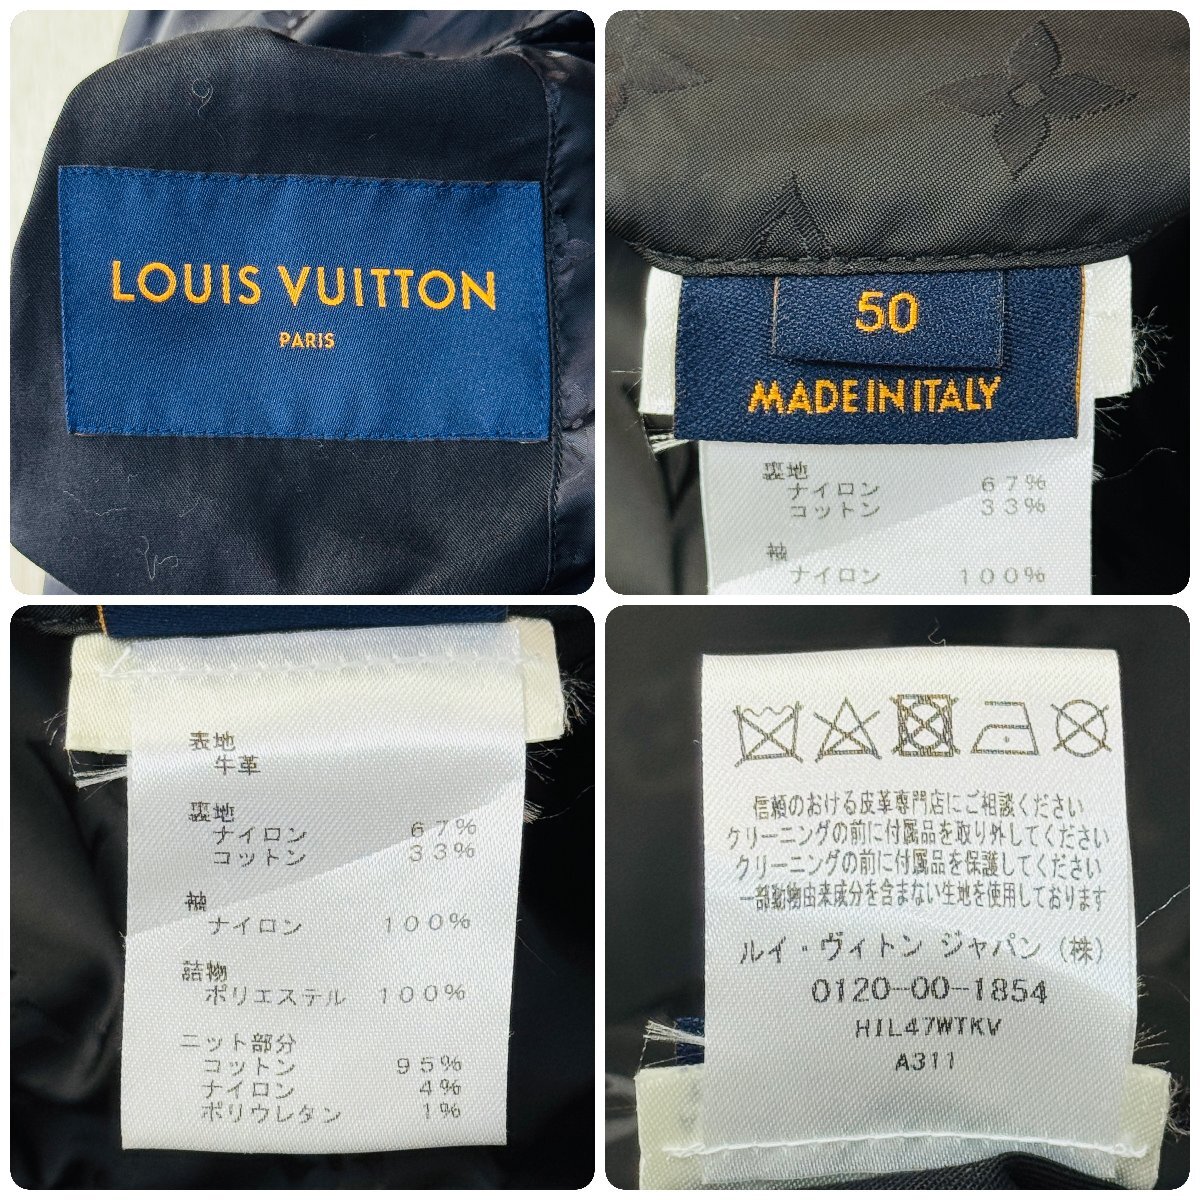 LOUIS VUITTON
PARIS
50
MADE IN ITALY
裏地
ナイロン 67%
コットン 33%
袖
ナイロン 100%
表地
牛革
裏地
ナイロン 67%
コットン 33%
袖
ナイロン 100%
詰物
ポリエステル 100%
ニット部分
コットン 95%
ナイロン 4%
ポリウレタン 1%
信頼のおける皮革専門店にご相談ください
クリーニングの前に付属品を取り外してください
クリーニングの前に付属品を保護してください
一部動物由来成分を含まない生地を使用しております
ルイ・ヴィトン ジャパン (株)
0120-00-1854
HIL47WTKV
A311